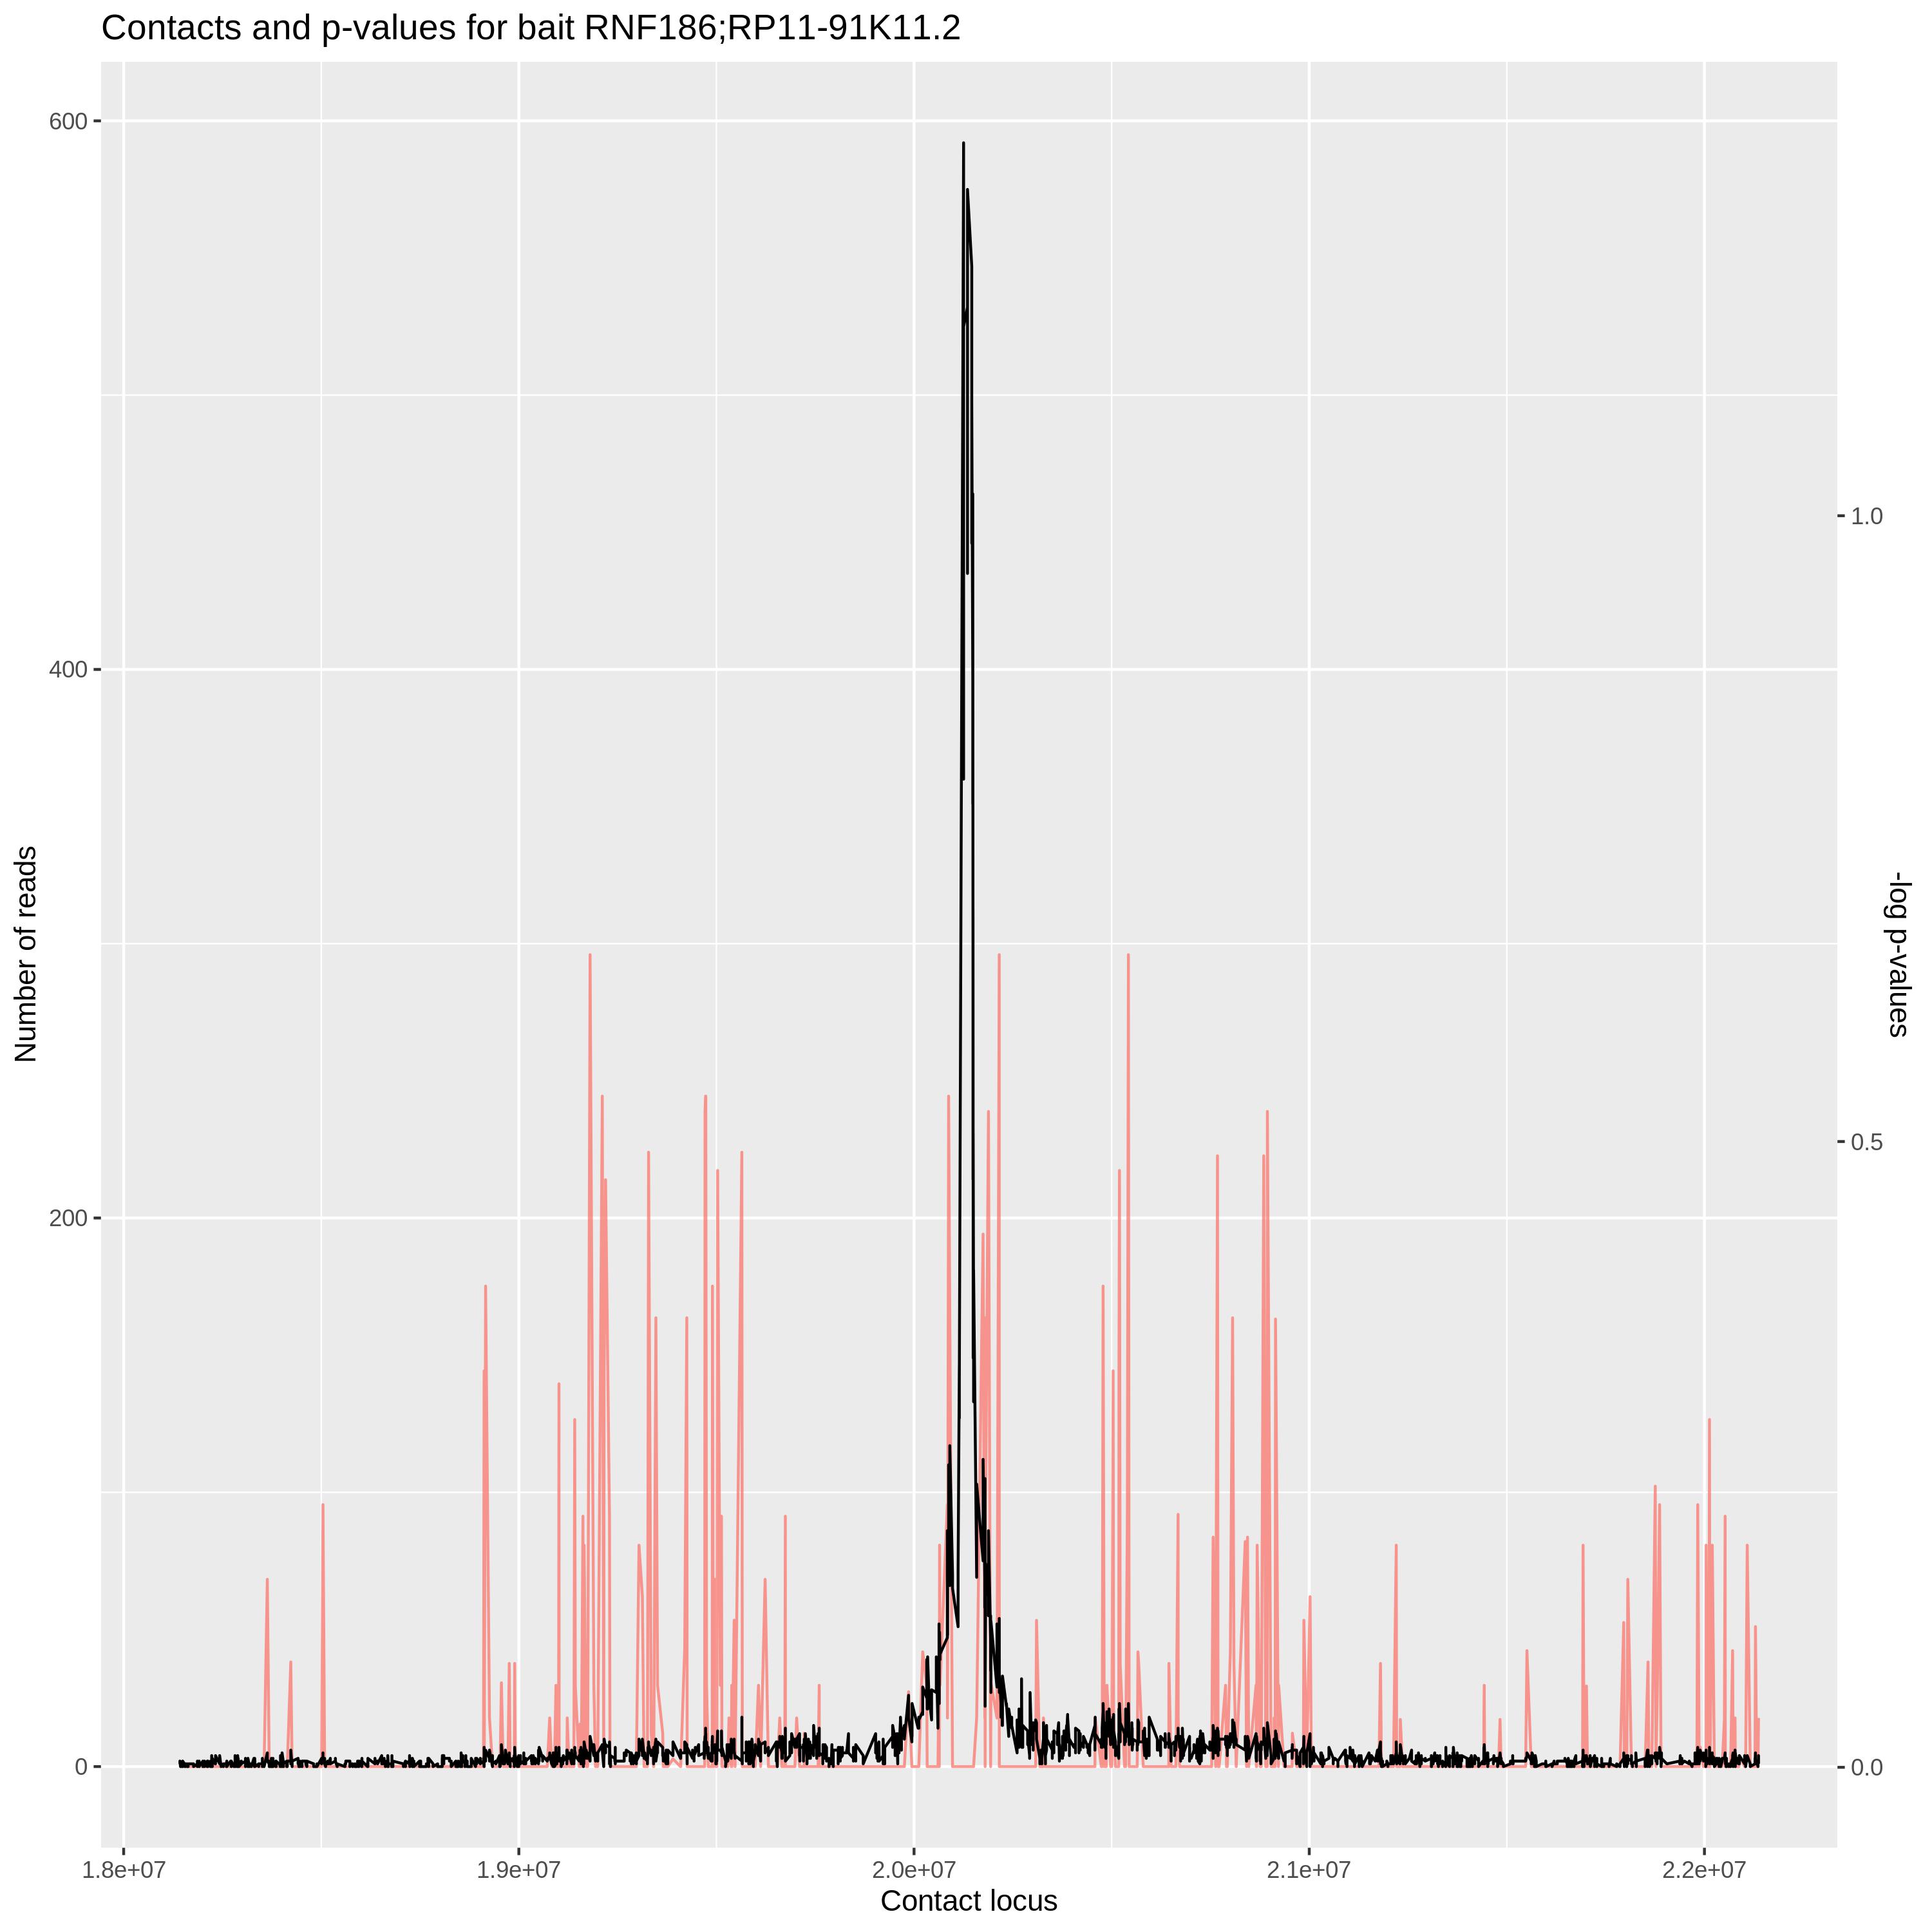 Contacts and p-values for bait RNF186;RP11-91K11.2
600
400
200
0
Number of reads
1.0
0.5
0.0
-log p-values
1.8e+07
1.9e+07
2.0e+07
2.1e+07
2.2e+07
Contact locus